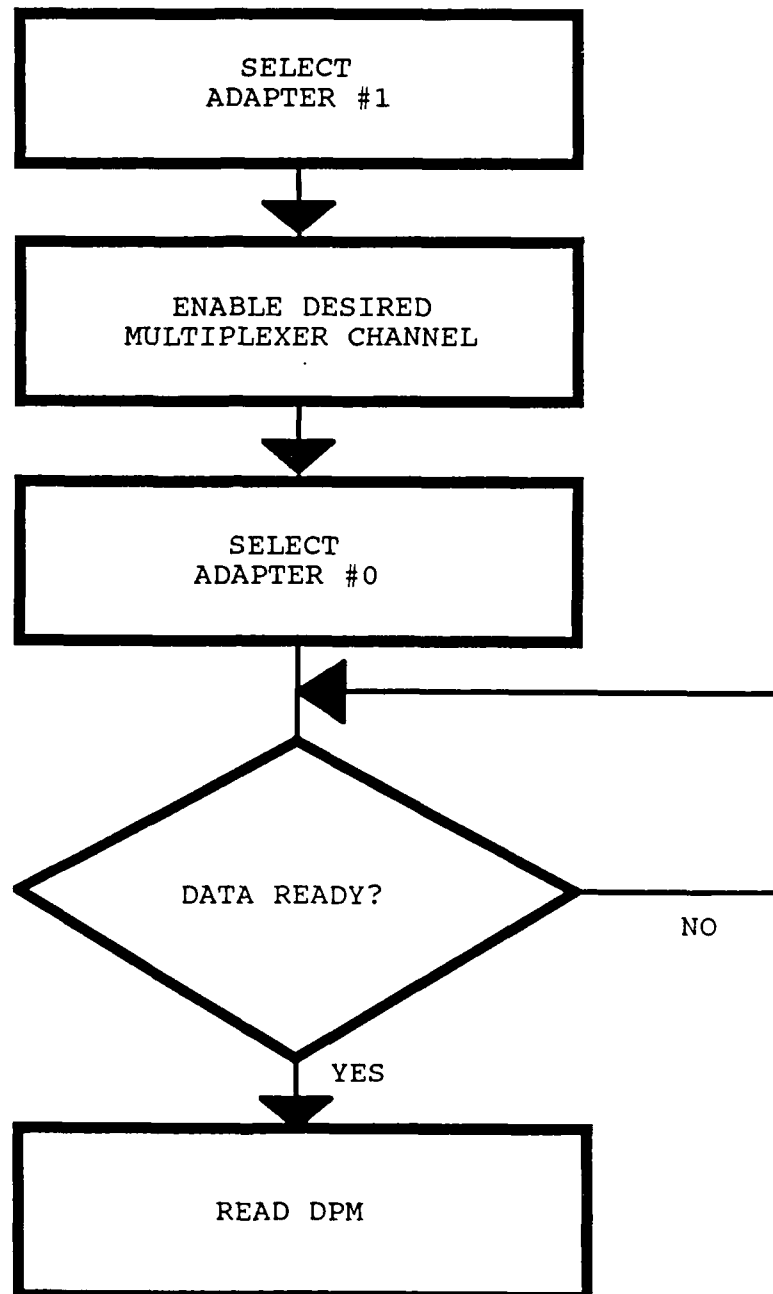 SELECT
ADAPTER #1
ENABLE DESIRED
MULTIPLEXER CHANNEL
SELECT
ADAPTER #0
DATA READY?
NO
YES
READ DPM